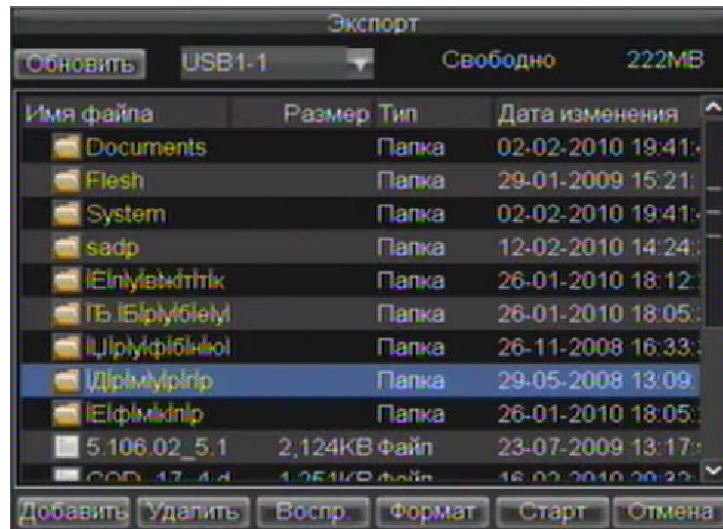 Экспорт
Обновить USB1-1 Свободно 222MB
Имя файла Размер Тип Дата изменения
Documents Папка 02-02-2010 19:41:
Flesh Папка 29-01-2009 15:21:
System Папка 02-02-2010 19:41:
sadp Папка 12-02-2010 14:24:
Папка 26-01-2010 18:12:
Папка 26-01-2010 18:05:
Папка 26-11-2008 16:33:
Папка 29-05-2008 13:09:
Папка 26-01-2010 18:05:
5.106.02_5.1 2,124KB Файл 23-07-2009 13:17:
Добавить Удалить Воспр. Формат Старт Отмена